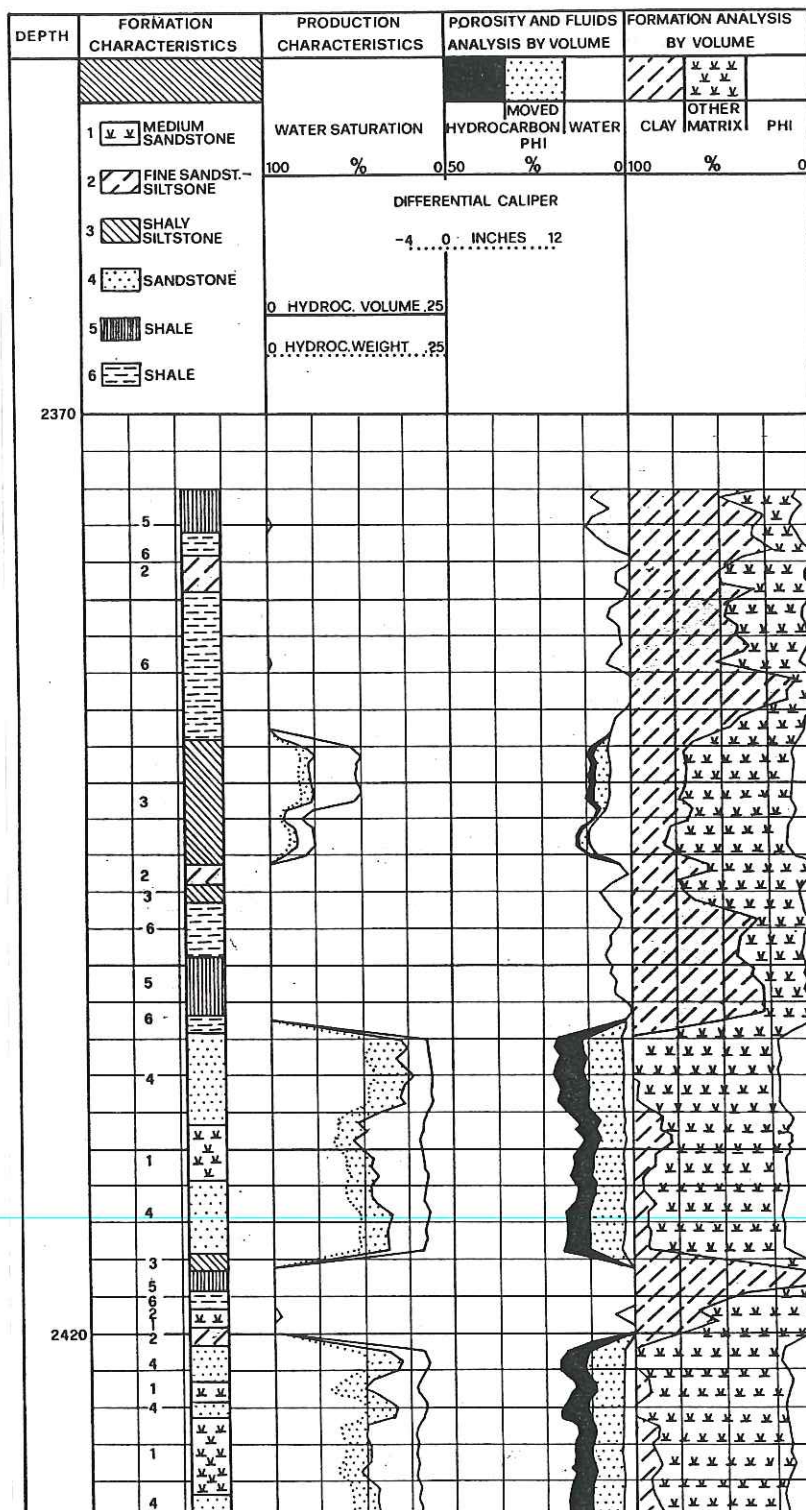 DEPTH
FORMATION CHARACTERISTICS
PRODUCTION CHARACTERISTICS
POROSITY AND FLUIDS ANALYSIS BY VOLUME
FORMATION ANALYSIS BY VOLUME
1 MEDIUM SANDSTONE
2 FINE SANDST.- SILTSONE
3 SHALY SILTSTONE
4 SANDSTONE
5 SHALE
6 SHALE
WATER SATURATION
100 % 0
HYDROCARBON
MOVED
PHI
WATER
50 % 0
CLAY
OTHER MATRIX
PHI
100 % 0
DIFFERENTIAL CALIPER
-4 0 INCHES 12
0 HYDROC. VOLUME .25
0 HYDROC. WEIGHT .25
2370
5
6
2
6
3
2
3
6
5
6
4
1
4
3
5
6
2
1
2420
2
4
1
4
1
4